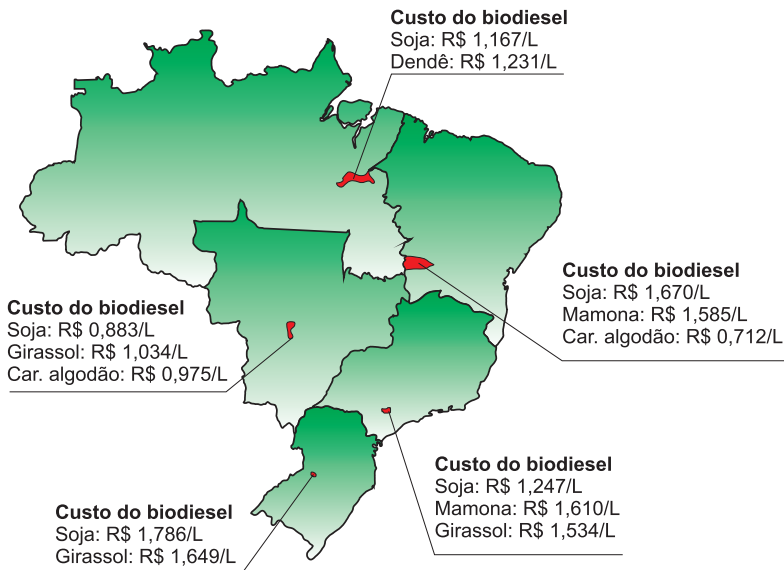 Custo do biodiesel
Soja: R$ 1,167/L
Dendê: R$ 1,231/L
Custo do biodiesel
Soja: R$ 1,670/L
Mamona: R$ 1,585/L
Car. algodão: R$ 0,712/L
Custo do biodiesel
Soja: R$ 0,883/L
Girassol: R$ 1,034/L
Car. algodão: R$ 0,975/L
Custo do biodiesel
Soja: R$ 1,247/L
Mamona: R$ 1,610/L
Girassol: R$ 1,534/L
Custo do biodiesel
Soja: R$ 1,786/L
Girassol: R$ 1,649/L